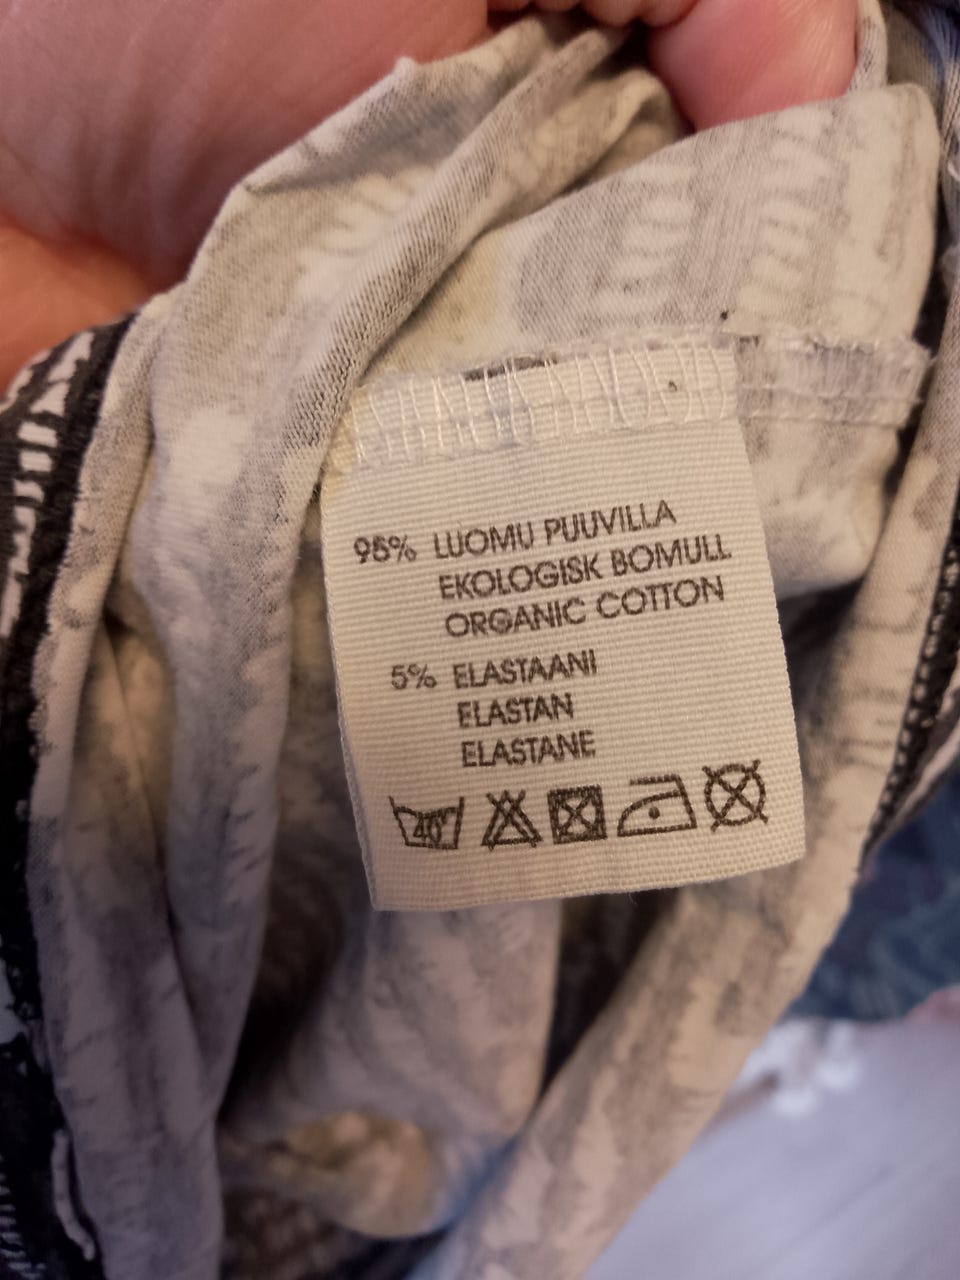 95% LUOMU PUUVILLA
EKOLOGISK BOMULL
ORGANIC COTTON
5% ELASTAANI
ELASTAN
ELASTANE
40°